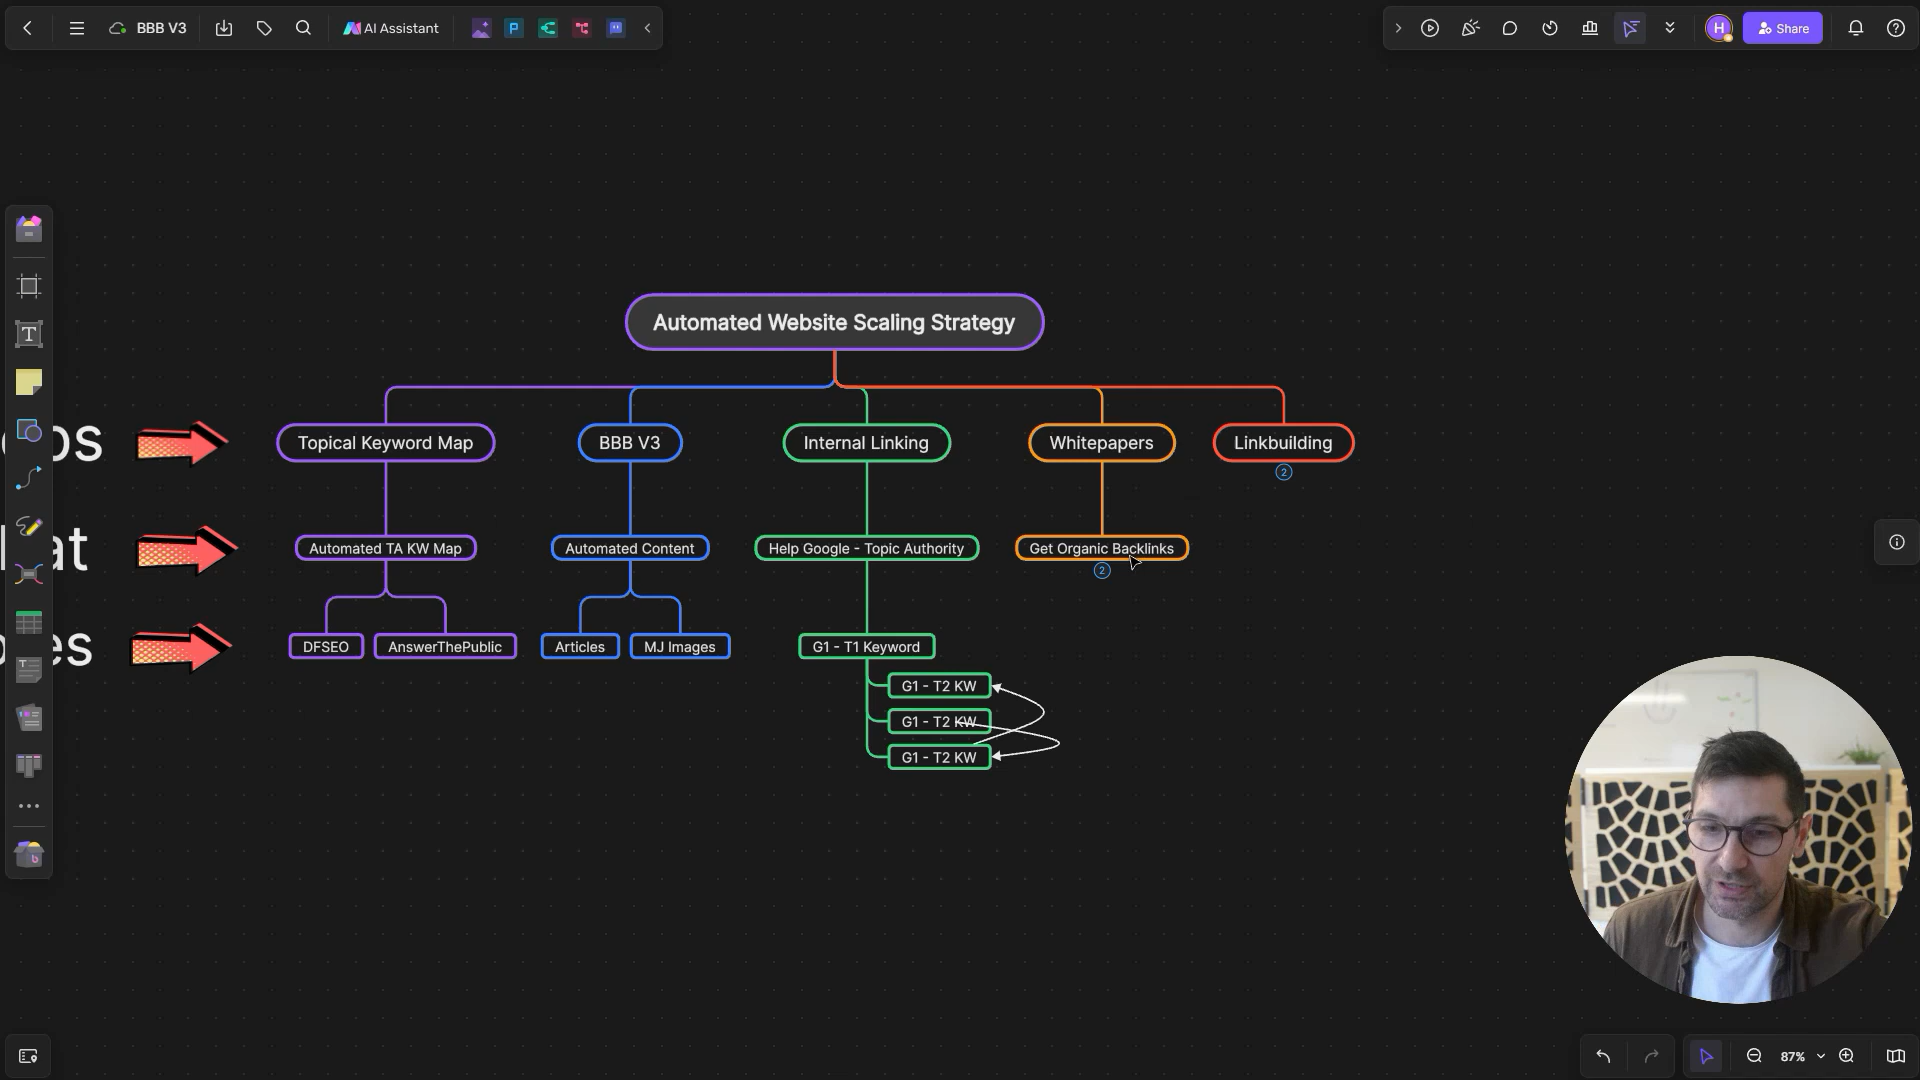 BBB V3
AI Assistant
H
Share
Automated Website Scaling Strategy
Topical Keyword Map
BBB V3
Internal Linking
Whitepapers
Linkbuilding
2
Automated TA KW Map
Automated Content
Help Google - Topic Authority
Get Organic Backlinks
2
DFSEO
AnswerThePublic
Articles
MJ Images
G1 - T1 Keyword
G1 - T2 KW
G1 - T2 KW
G1 - T2 KW
87%